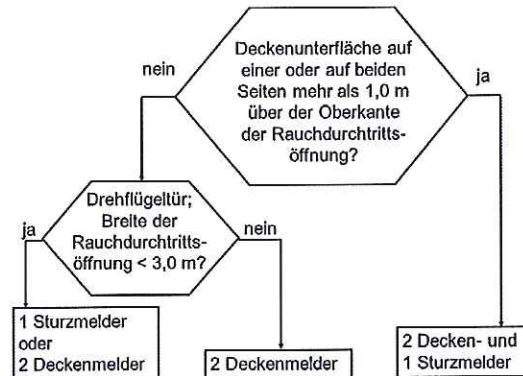 Deckenunterfläche auf
einer oder auf beiden
Seiten mehr als 1,0 m
über der Oberkante
der Rauchdurchtritts-
öffnung?
nein
ja
Drehflügeltür;
Breite der
Rauchdurchtritts-
öffnung < 3,0 m?
ja
nein
1 Sturzmelder
oder
2 Deckenmelder
2 Deckenmelder
2 Decken- und
1 Sturzmelder